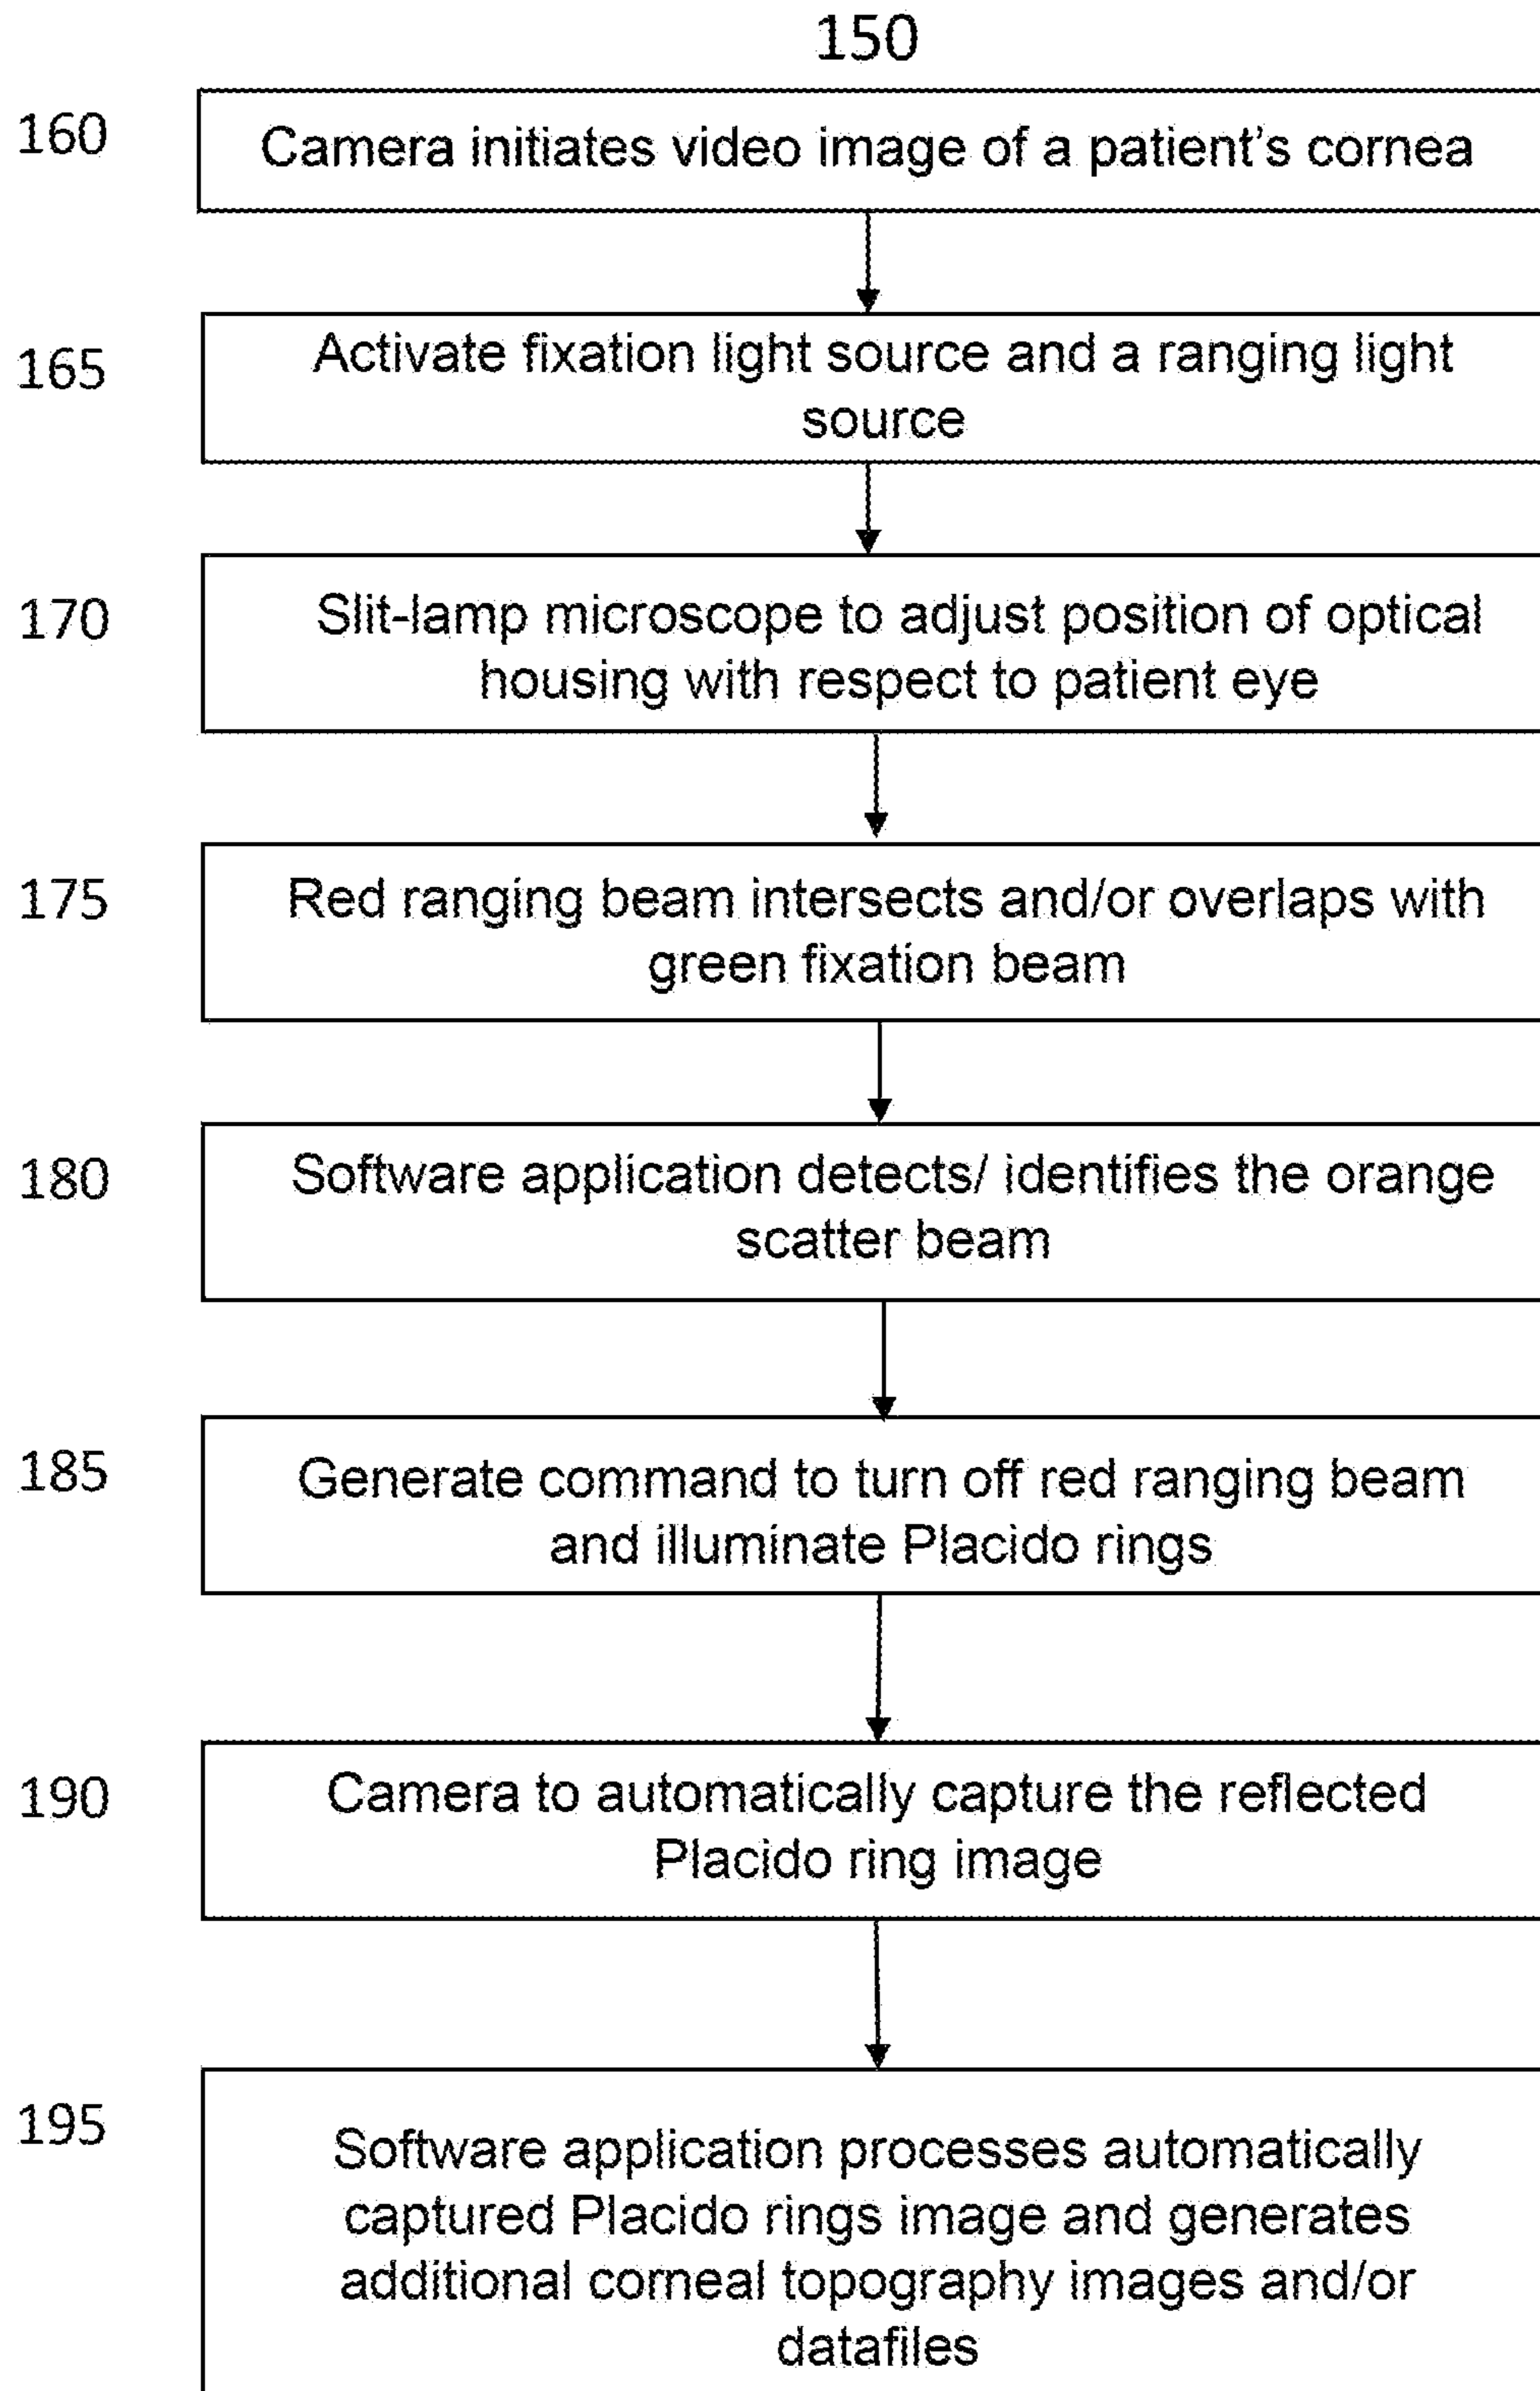 150
160
Camera initiates video image of a patient's cornea
165
Activate fixation light source and a ranging light
source
170
Slit-lamp microscope to adjust position of optical
housing with respect to patient eye
175
Red ranging beam intersects and/or overlaps with
green fixation beam
180
Software application detects/ identifies the orange
scatter beam
185
Generate command to turn off red ranging beam
and illuminate Placido rings
190
Camera to automatically capture the reflected
Placido ring image
195
Software application processes automatically
captured Placido rings image and generates
additional corneal topography images and/or
datafiles